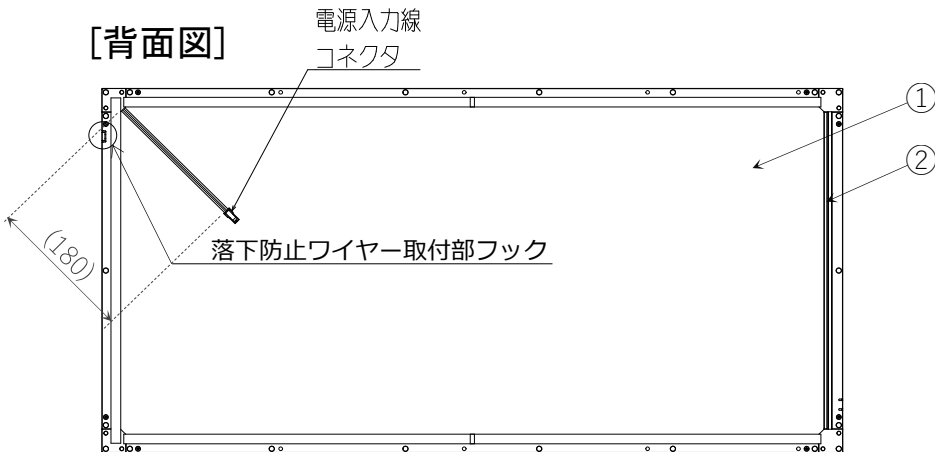 [背面図]
電源入力線
コネクタ
①
②
(180)
落下防止ワイヤー取付部フック